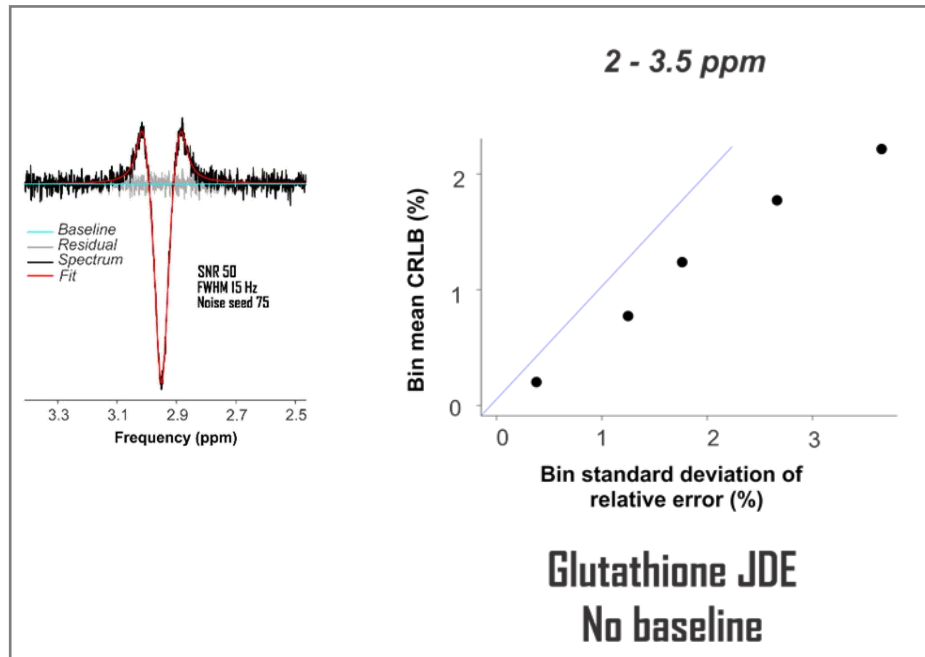 2 - 3.5 ppm
Baseline
Residual
Spectrum
Fit
SNR 50
FWHM 15 Hz
Noise seed 75
3.3 3.1 2.9 2.7 2.5
Frequency (ppm)
Bin mean CRLB (%)
2
1
0
0 1 2 3
Bin standard deviation of
relative error (%)
Glutathione JDE
No baseline